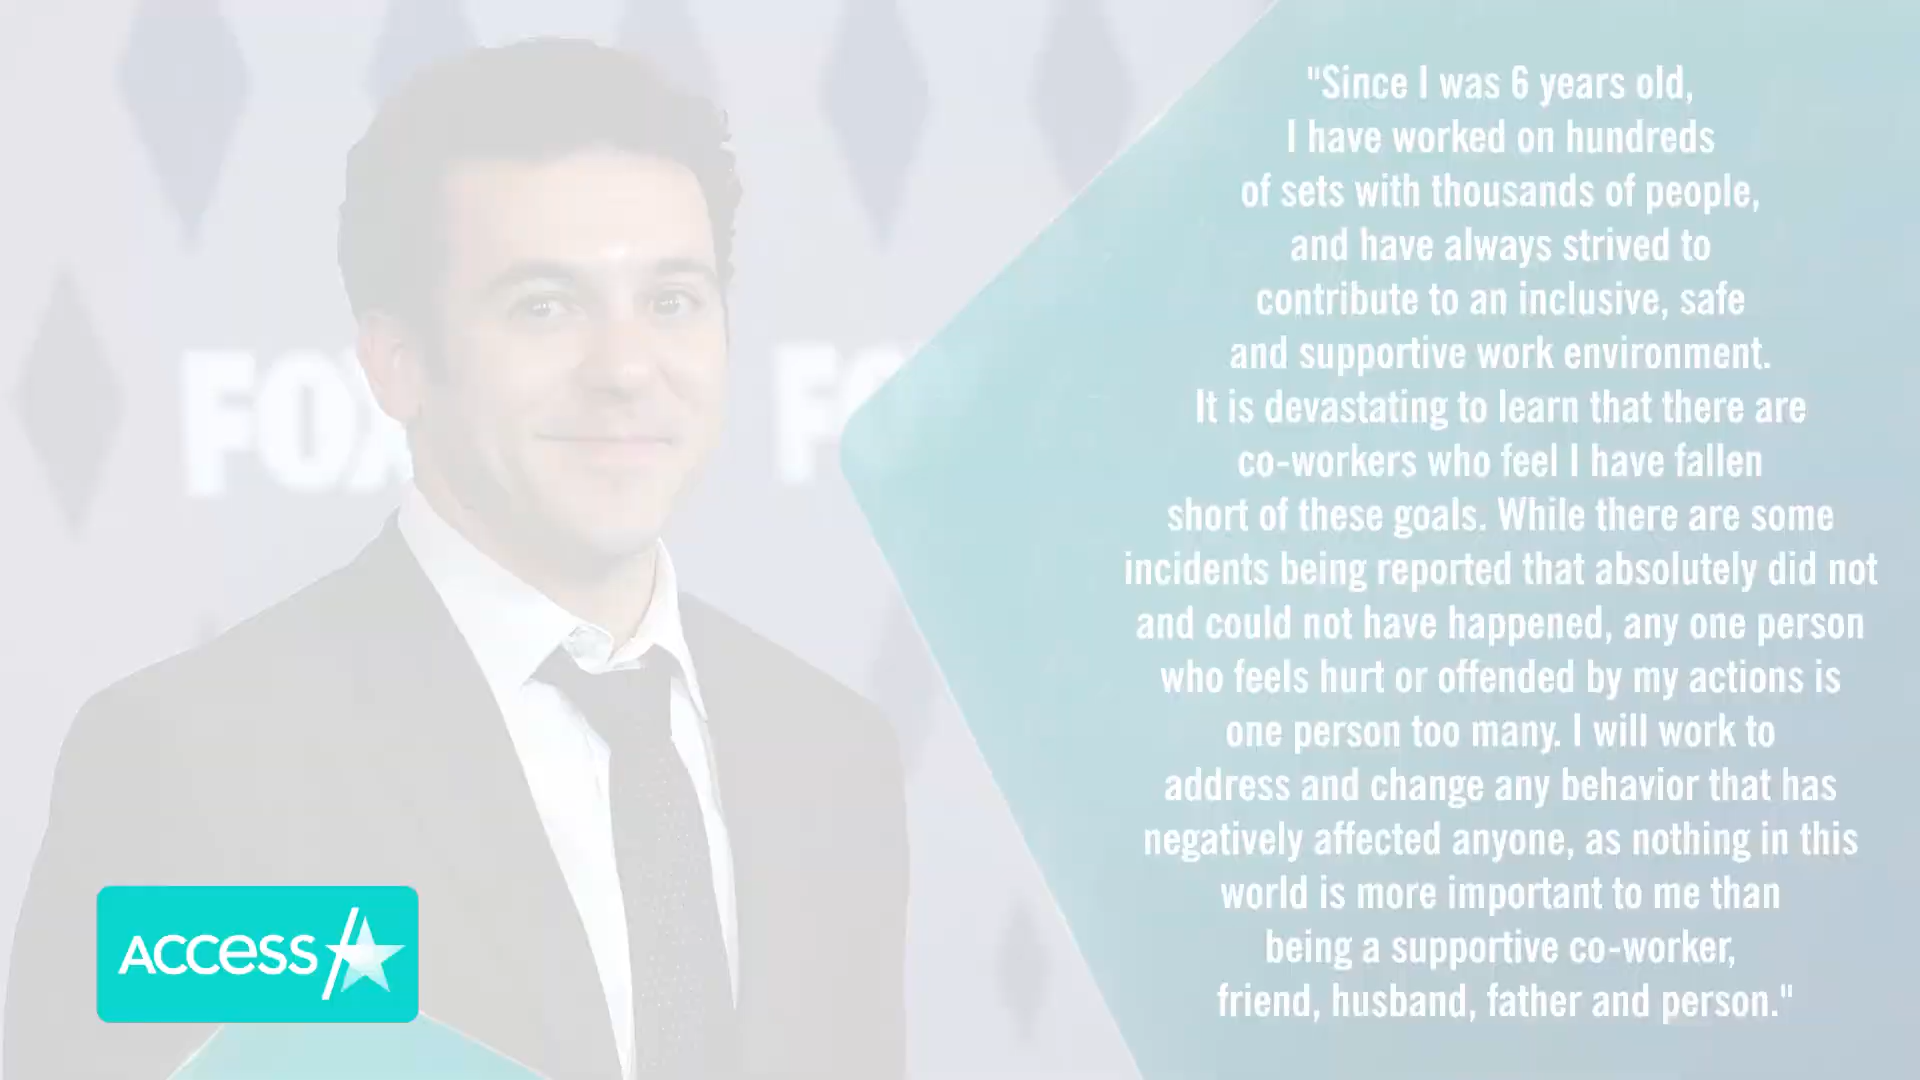 "Since I was 6 years old,
I have worked on hundreds
of sets with thousands of people,
and have always strived to
contribute to an inclusive, safe
and supportive work environment.
It is devastating to learn that there are
co-workers who feel I have fallen
short of these goals. While there are some
incidents being reported that absolutely did not
and could not have happened, any one person
who feels hurt or offended by my actions is
one person too many. I will work to
address and change any behavior that has
negatively affected anyone, as nothing in this
world is more important to me than
being a supportive co-worker,
friend, husband, father and person."
FOX
ACCESS